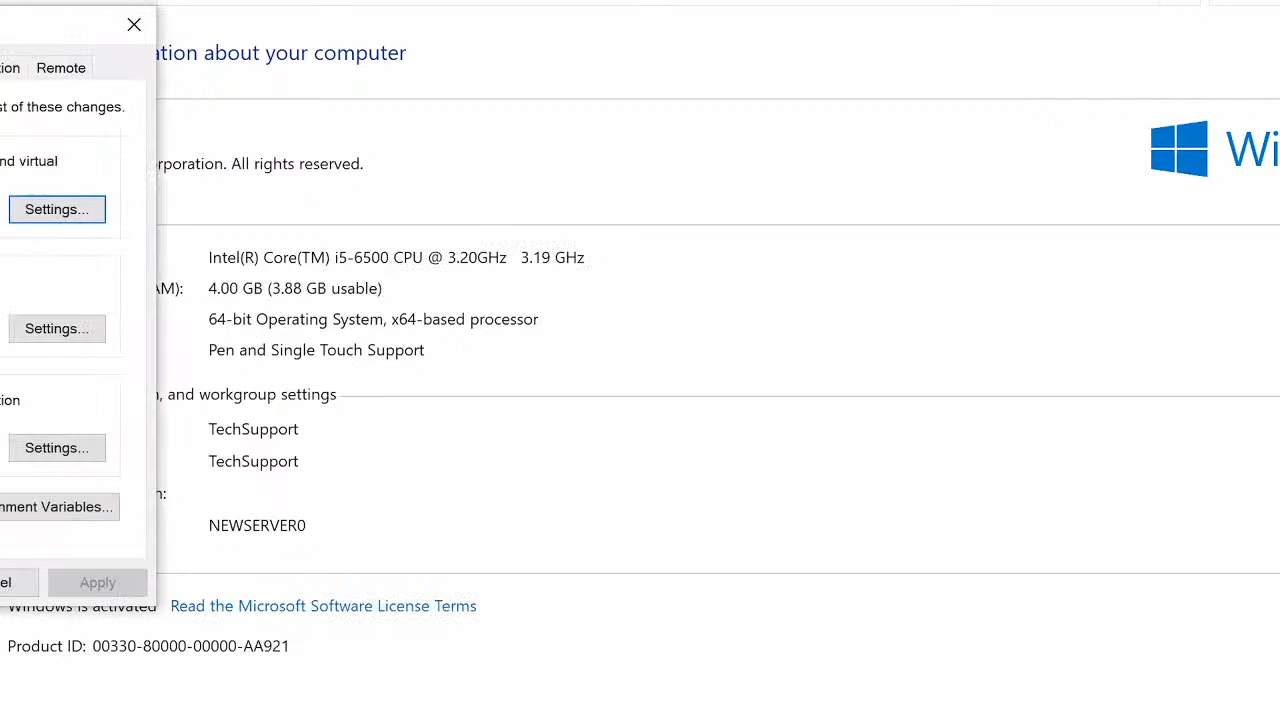 ation about your computer
ion Remote
st of these changes.
nd virtual
rporation. All rights reserved.
Wi
Settings...
Intel(R) Core(TM) i5-6500 CPU @ 3.20GHz 3.19 GHz
AM): 4.00 GB (3.88 GB usable)
64-bit Operating System, x64-based processor
Settings...
Pen and Single Touch Support
n, and workgroup settings
tion
TechSupport
Settings...
TechSupport
n:
nment Variables...
NEWSERVER0
el Apply
Windows is activated Read the Microsoft Software License Terms
Product ID: 00330-80000-00000-AA921